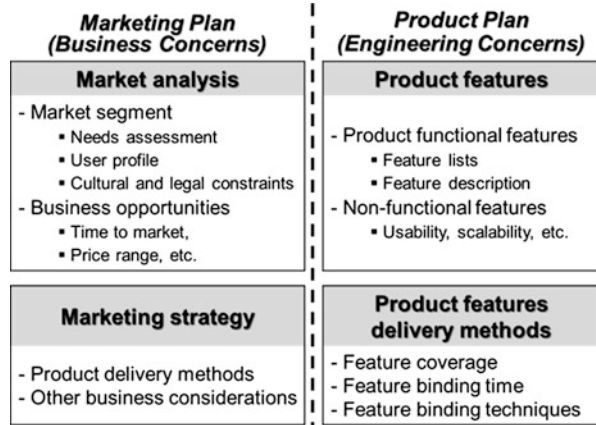 Marketing Plan
(Business Concerns)
Market analysis
- Market segment
▪ Needs assessment
▪ User profile
▪ Cultural and legal constraints
- Business opportunities
▪ Time to market,
▪ Price range, etc.
Marketing strategy
- Product delivery methods
- Other business considerations
Product Plan
(Engineering Concerns)
Product features
- Product functional features
▪ Feature lists
▪ Feature description
- Non-functional features
▪ Usability, scalability, etc.
Product features
delivery methods
- Feature coverage
- Feature binding time
- Feature binding techniques